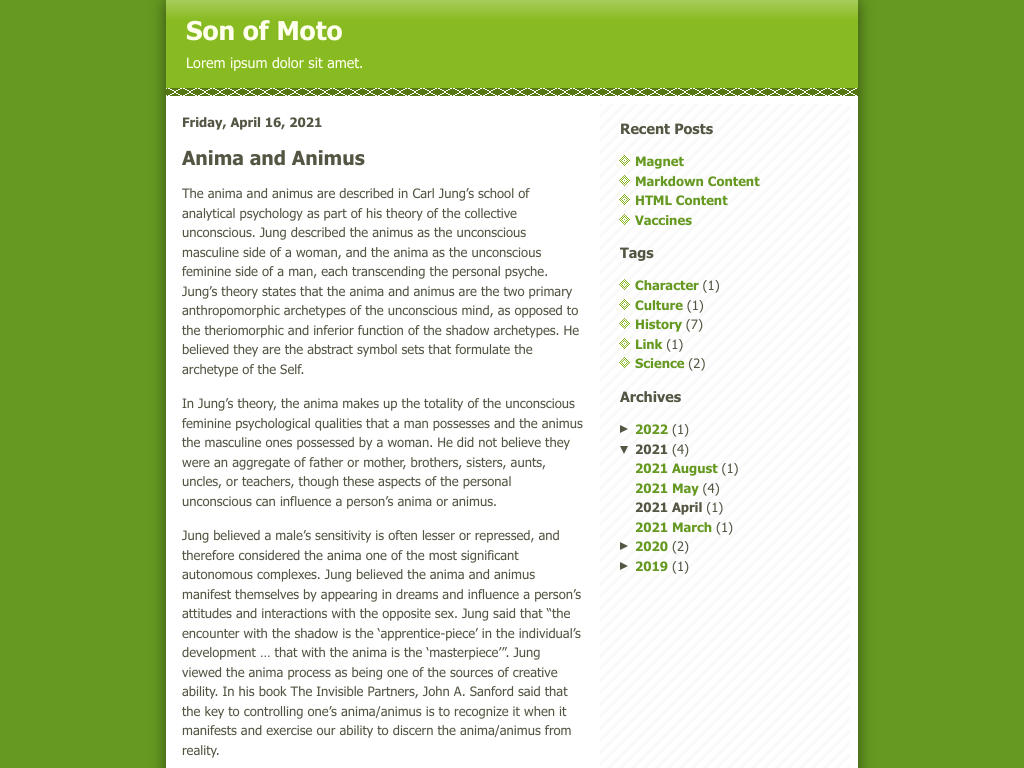 Son of Moto
Lorem ipsum dolor sit amet.
Friday, April 16, 2021
Anima and Animus
The anima and animus are described in Carl Jung’s school of
analytical psychology as part of his theory of the collective
unconscious. Jung described the animus as the unconscious
masculine side of a woman, and the anima as the unconscious
feminine side of a man, each transcending the personal psyche.
Jung’s theory states that the anima and animus are the two primary
anthropomorphic archetypes of the unconscious mind, as opposed to
the theriomorphic and inferior function of the shadow archetypes. He
believed they are the abstract symbol sets that formulate the
archetype of the Self.
In Jung’s theory, the anima makes up the totality of the unconscious
feminine psychological qualities that a man possesses and the animus
the masculine ones possessed by a woman. He did not believe they
were an aggregate of father or mother, brothers, sisters, aunts,
uncles, or teachers, though these aspects of the personal
unconscious can influence a person’s anima or animus.
Jung believed a male’s sensitivity is often lesser or repressed, and
therefore considered the anima one of the most significant
autonomous complexes. Jung believed the anima and animus
manifest themselves by appearing in dreams and influence a person’s
attitudes and interactions with the opposite sex. Jung said that “the
encounter with the shadow is the ‘apprentice-piece’ in the individual’s
development … that with the anima is the ‘masterpiece’”. Jung
viewed the anima process as being one of the sources of creative
ability. In his book The Invisible Partners, John A. Sanford said that
the key to controlling one’s anima/animus is to recognize it when it
manifests and exercise our ability to discern the anima/animus from
reality.
Recent Posts
Magnet
Markdown Content
HTML Content
Vaccines
Tags
Character (1)
Culture (1)
History (7)
Link (1)
Science (2)
Archives
► 2022 (1)
▼ 2021 (4)
2021 August (1)
2021 May (4)
2021 April (1)
2021 March (1)
► 2020 (2)
► 2019 (1)